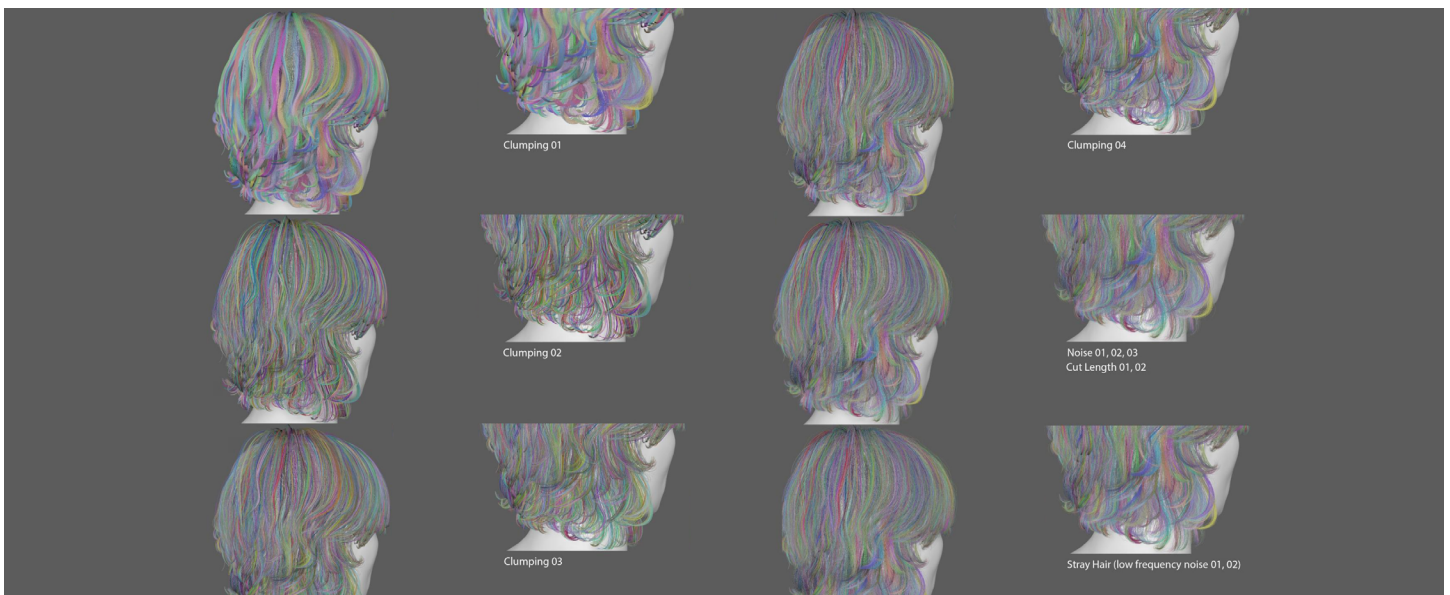 Clumping 01
Clumping 04
Clumping 02
Noise 01, 02, 03
Cut Length 01, 02
Clumping 03
Stray Hair (low frequency noise 01, 02)